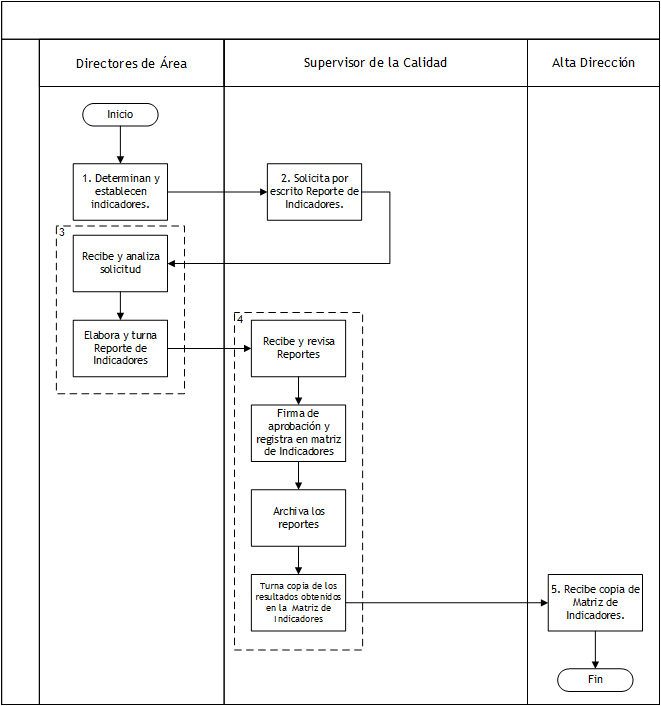 Directores de Área
Supervisor de la Calidad
Alta Dirección
Inicio
1. Determinan y
establecen
indicadores.
2. Solicita por
escrito Reporte de
Indicadores.
3
Recibe y analiza
solicitud
Elabora y turna
Reporte de
Indicadores
4
Recibe y revisa
Reportes
Firma de
aprobación y
registra en matriz
de Indicadores
Archiva los
reportes
Turna copia de los
resultados obtenidos
en la Matriz de
Indicadores
5. Recibe copia de
Matriz de
Indicadores.
Fin